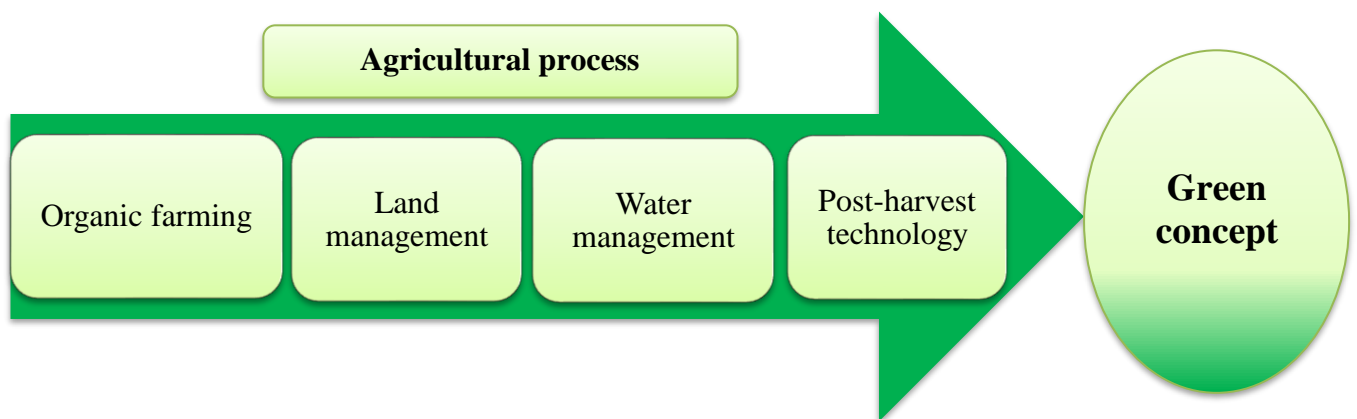 Agricultural process
Organic farming
Land
management
Water
management
Post-harvest
technology
Green
concept